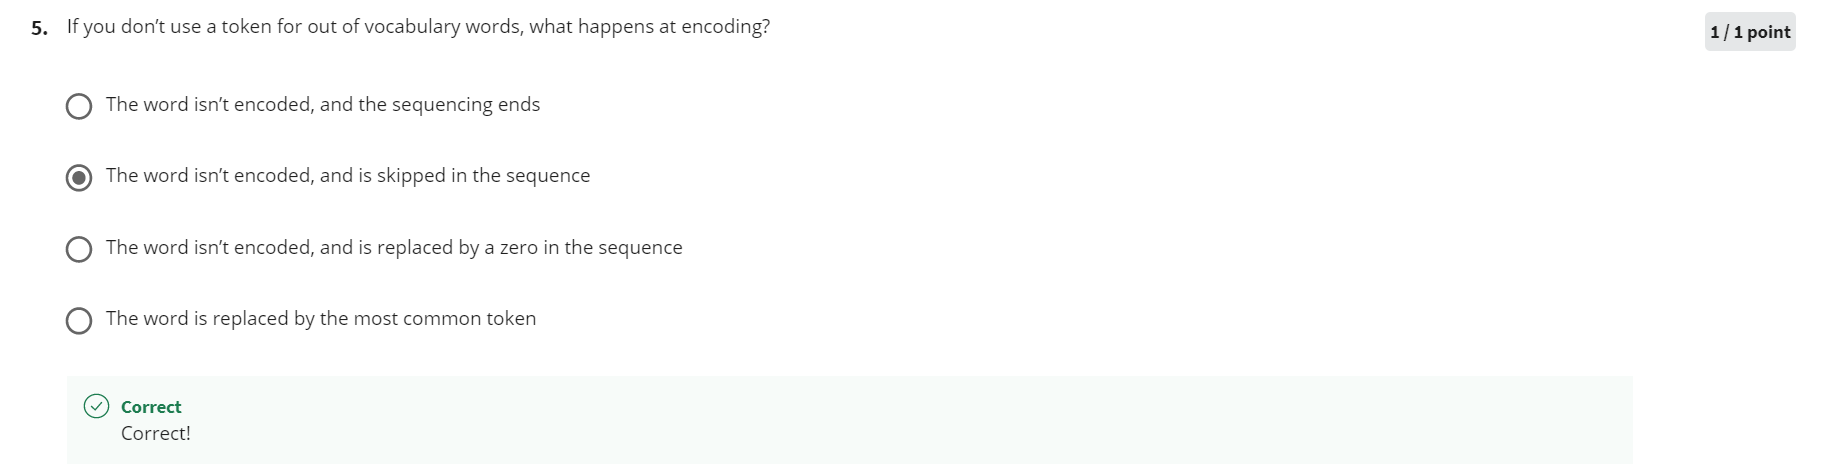 5. If you don’t use a token for out of vocabulary words, what happens at encoding?
1 / 1 point
The word isn’t encoded, and the sequencing ends
The word isn’t encoded, and is skipped in the sequence
The word isn’t encoded, and is replaced by a zero in the sequence
The word is replaced by the most common token
Correct
Correct!